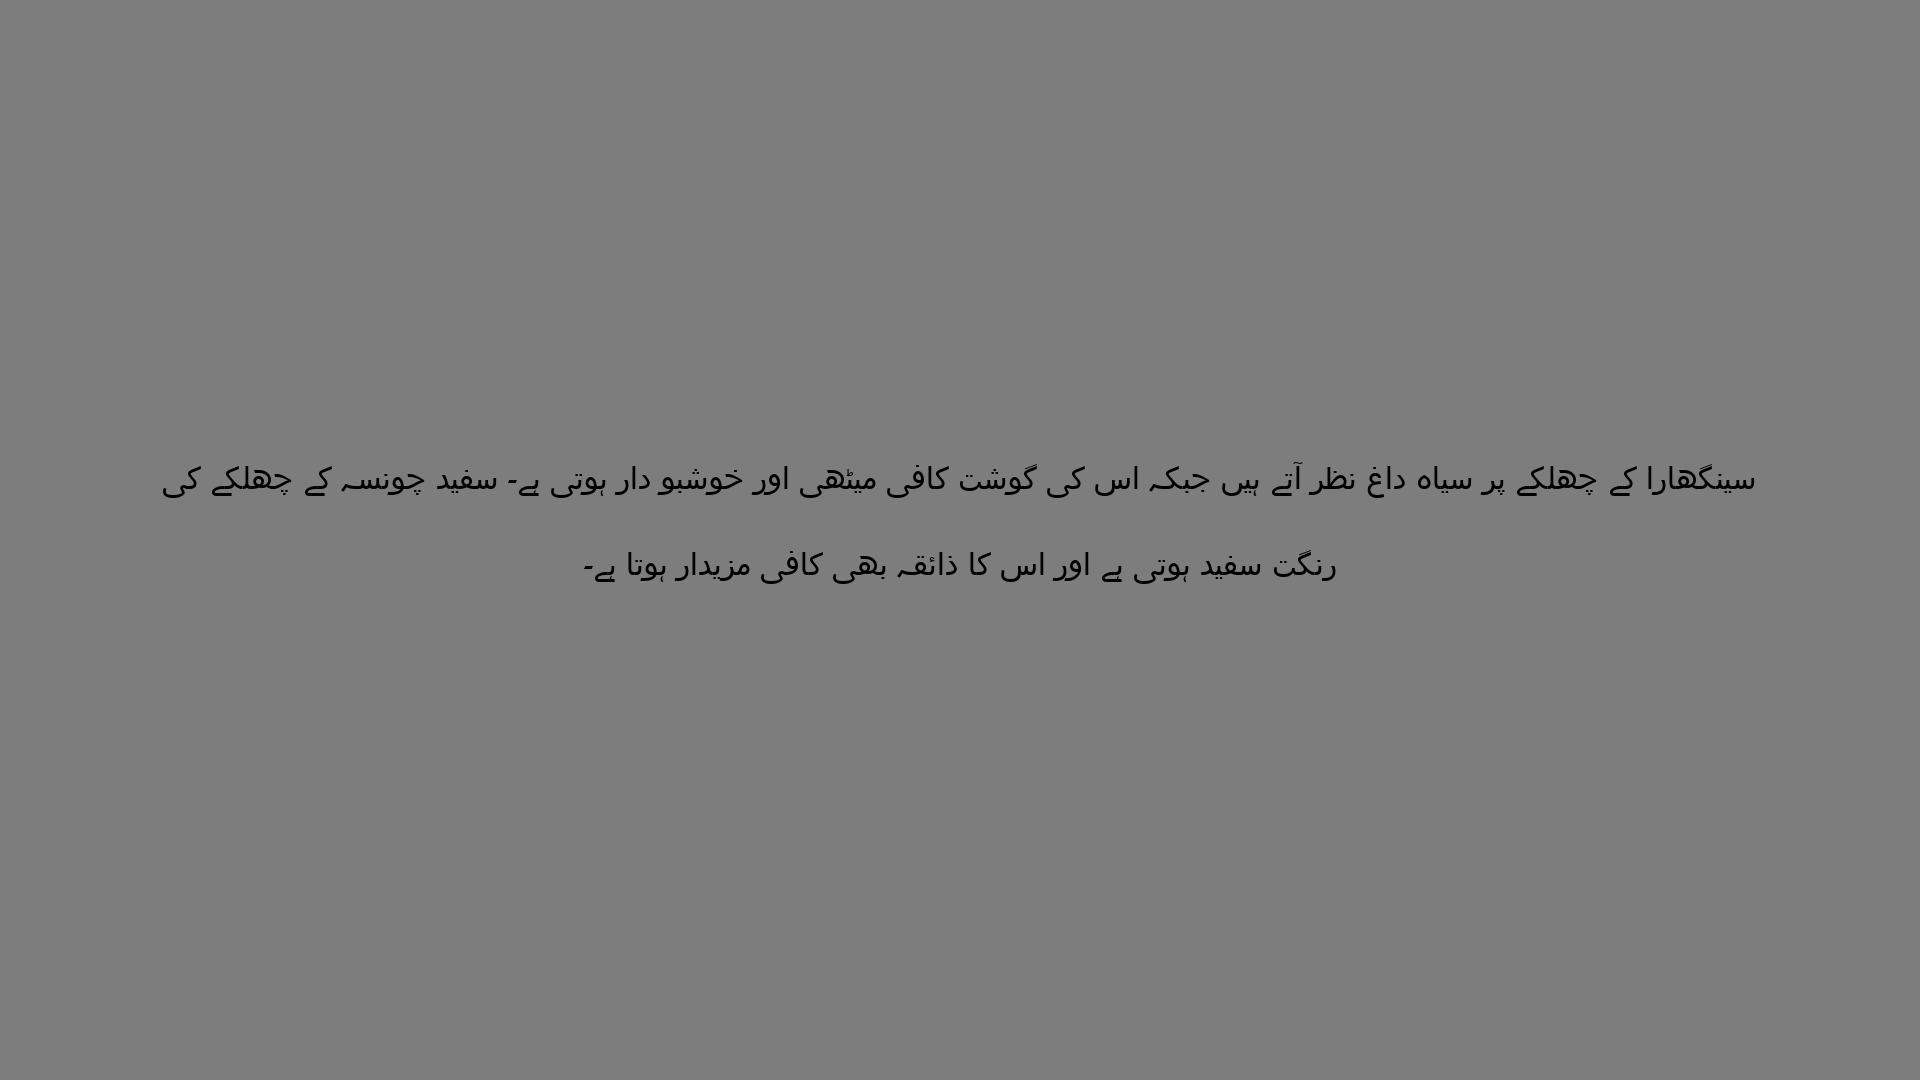 سینگھارا کے چھلکے پر سیاہ داغ نظر آتے ہیں جبکہ اس کی گوشت کافی میٹھی اور خوشبو دار ہوتی ہے۔ سفید چونسہ کے چھلکے کی
رنگت سفید ہوتی ہے اور اس کا ذائقہ بھی کافی مزیدار ہوتا ہے۔